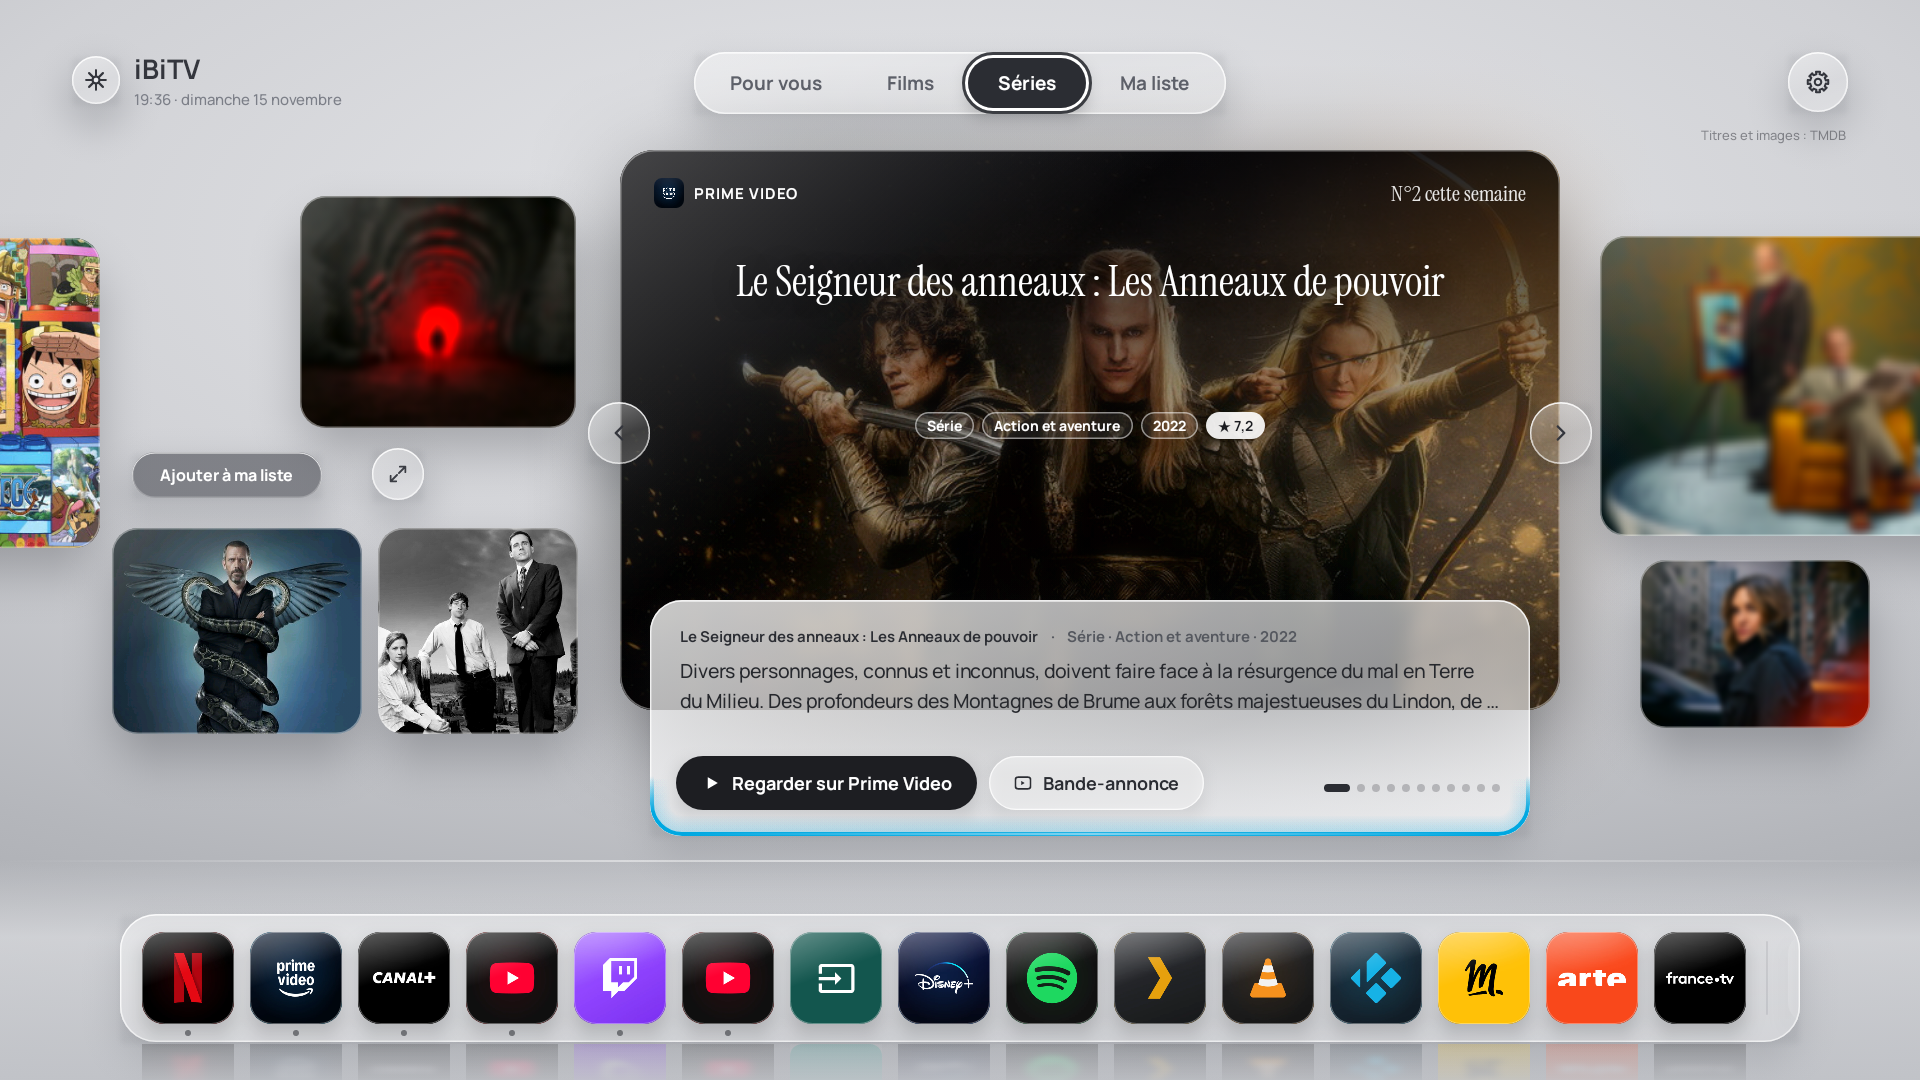 iBiTV
19:36 · dimanche 15 novembre
Pour vous
Films
Séries
Ma liste
Titres et images : TMDB
PRIME VIDEO
N°2 cette semaine
Le Seigneur des anneaux : Les Anneaux de pouvoir
Série
Action et aventure
2022
★ 7,2
Ajouter à ma liste
Le Seigneur des anneaux : Les Anneaux de pouvoir · Série · Action et aventure · 2022
Divers personnages, connus et inconnus, doivent faire face à la résurgence du mal en Terre
du Milieu. Des profondeurs des Montagnes de Brume aux forêts majestueuses du Lindon, de ...
Regarder sur Prime Video
Bande-annonce
N
prime
video
CANAL+
Disney+
M.
arte
france•tv